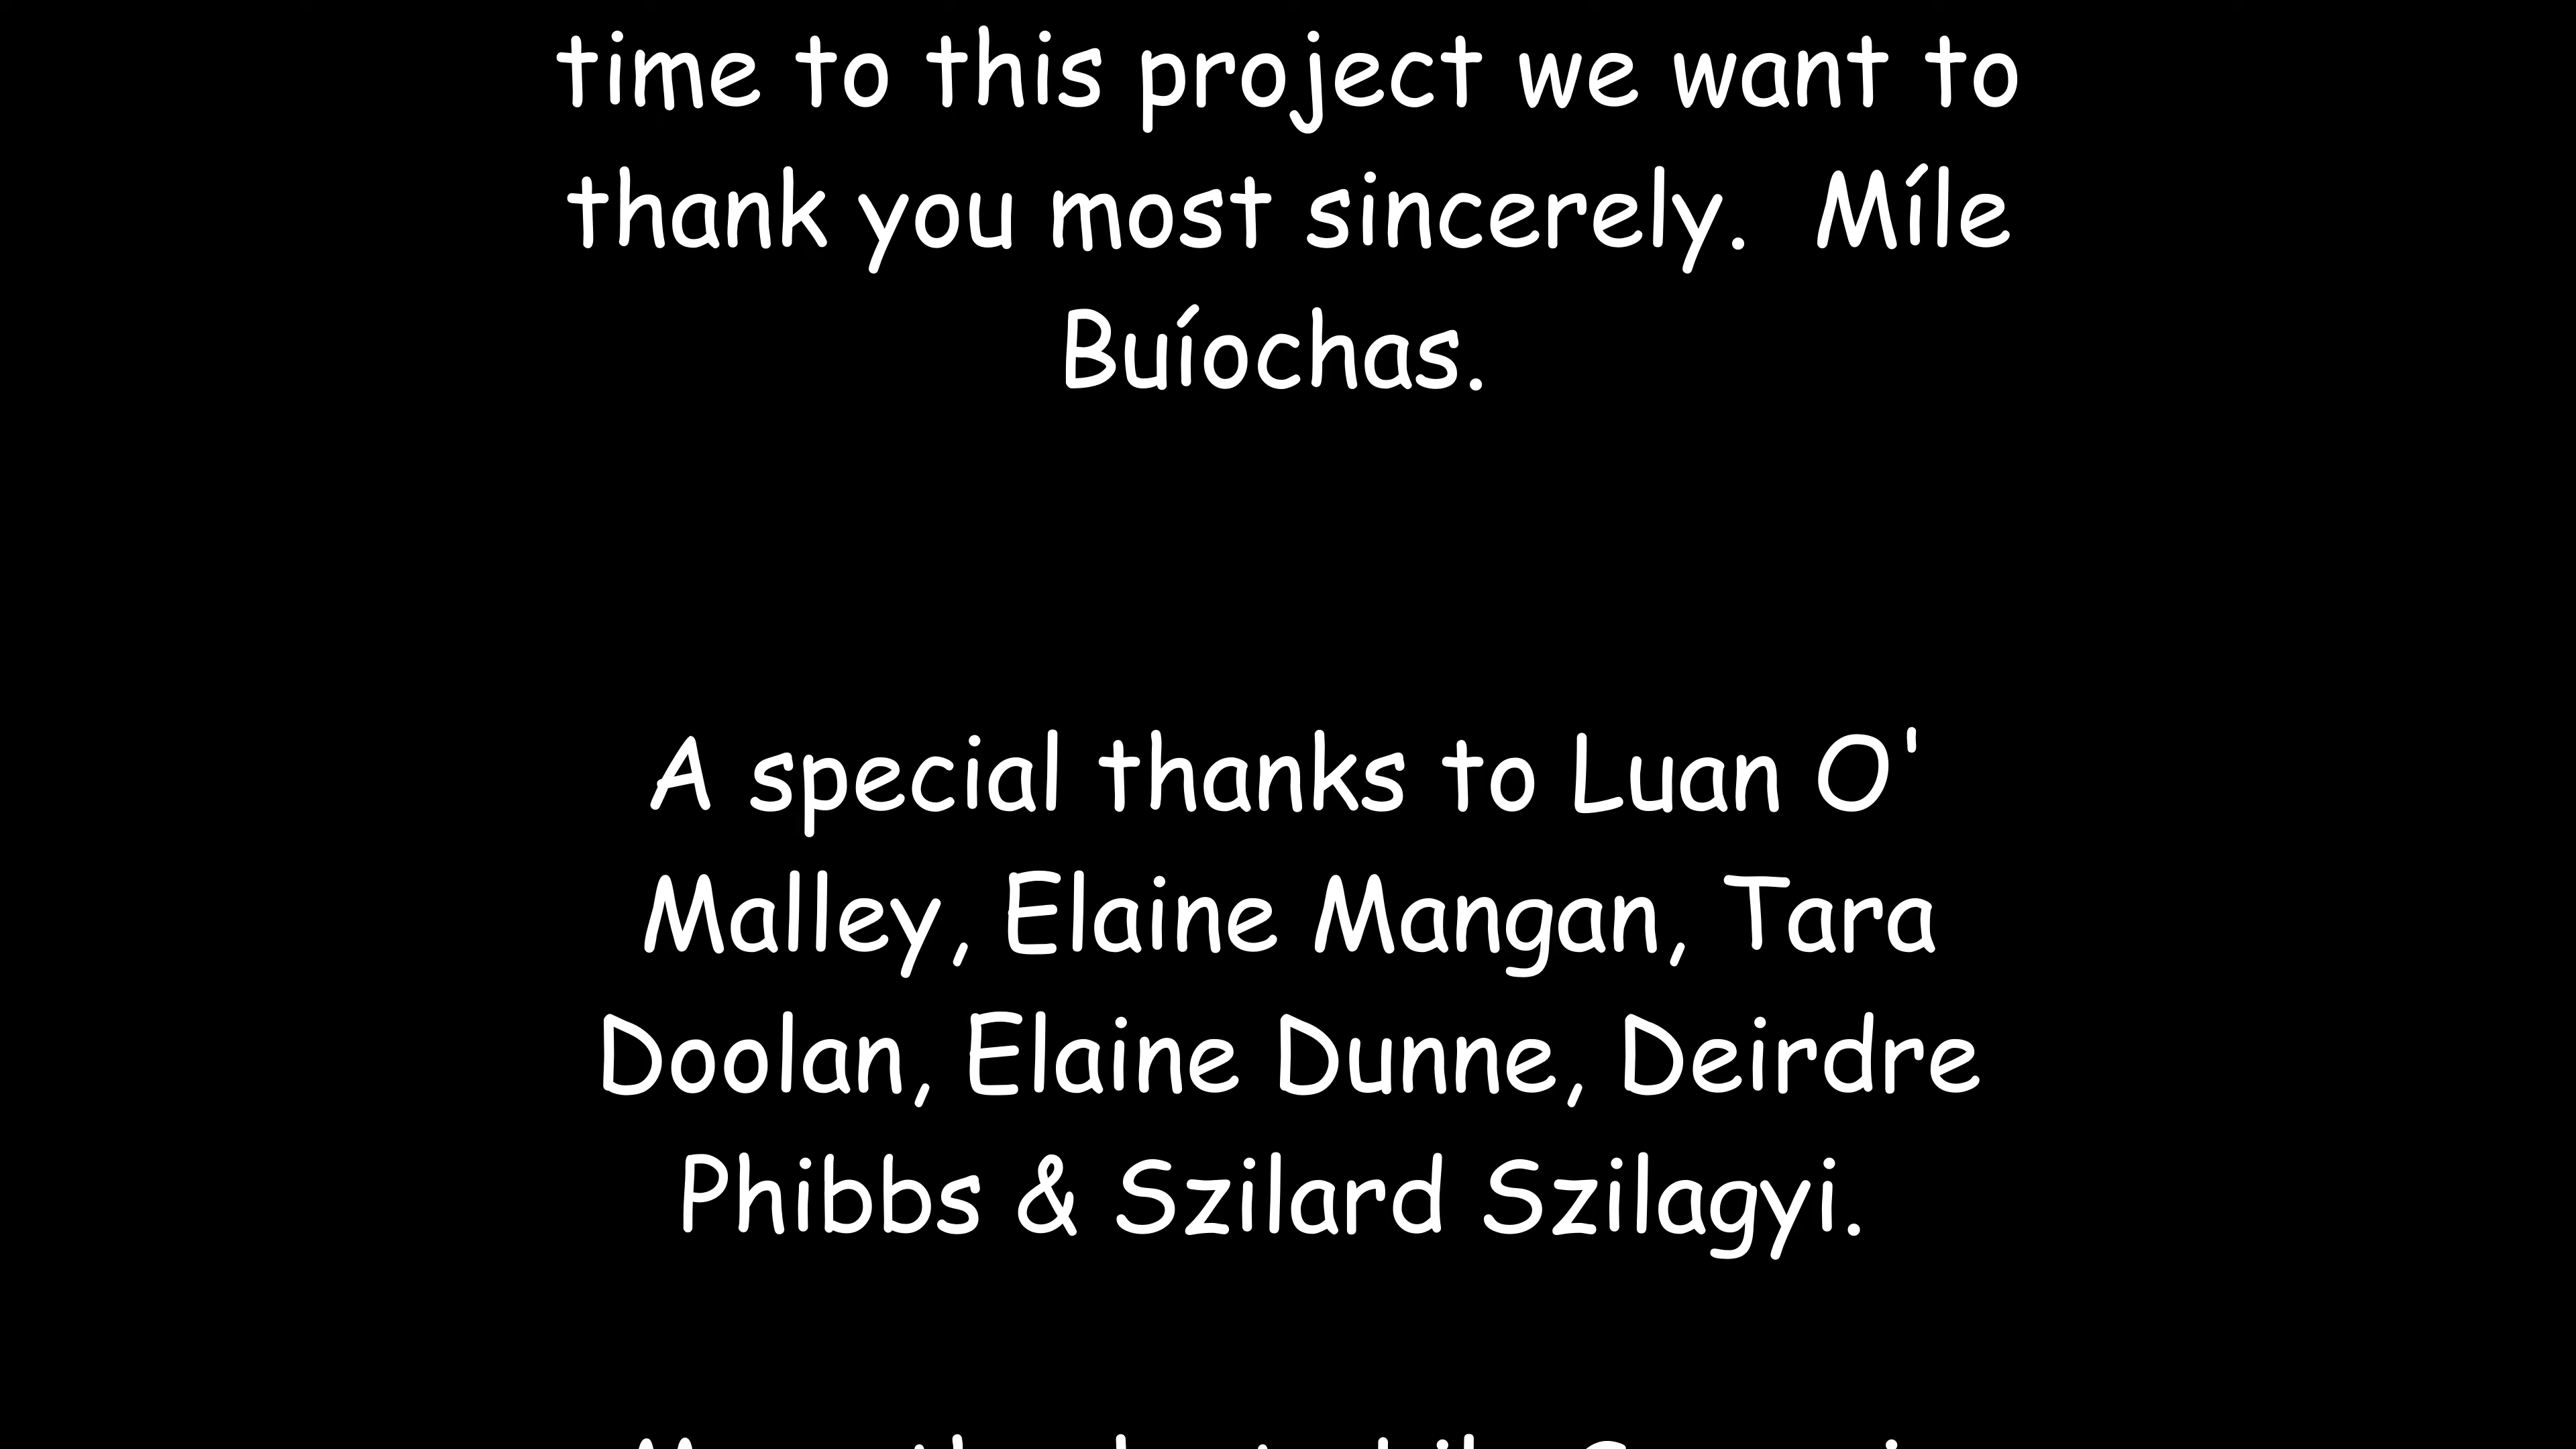 time to this project we want to
thank you most sincerely.  Míle
Buíochas.
A special thanks to Luan O'
Malley, Elaine Mangan, Tara
Doolan, Elaine Dunne, Deirdre
Phibbs & Szilard Szilagyi.